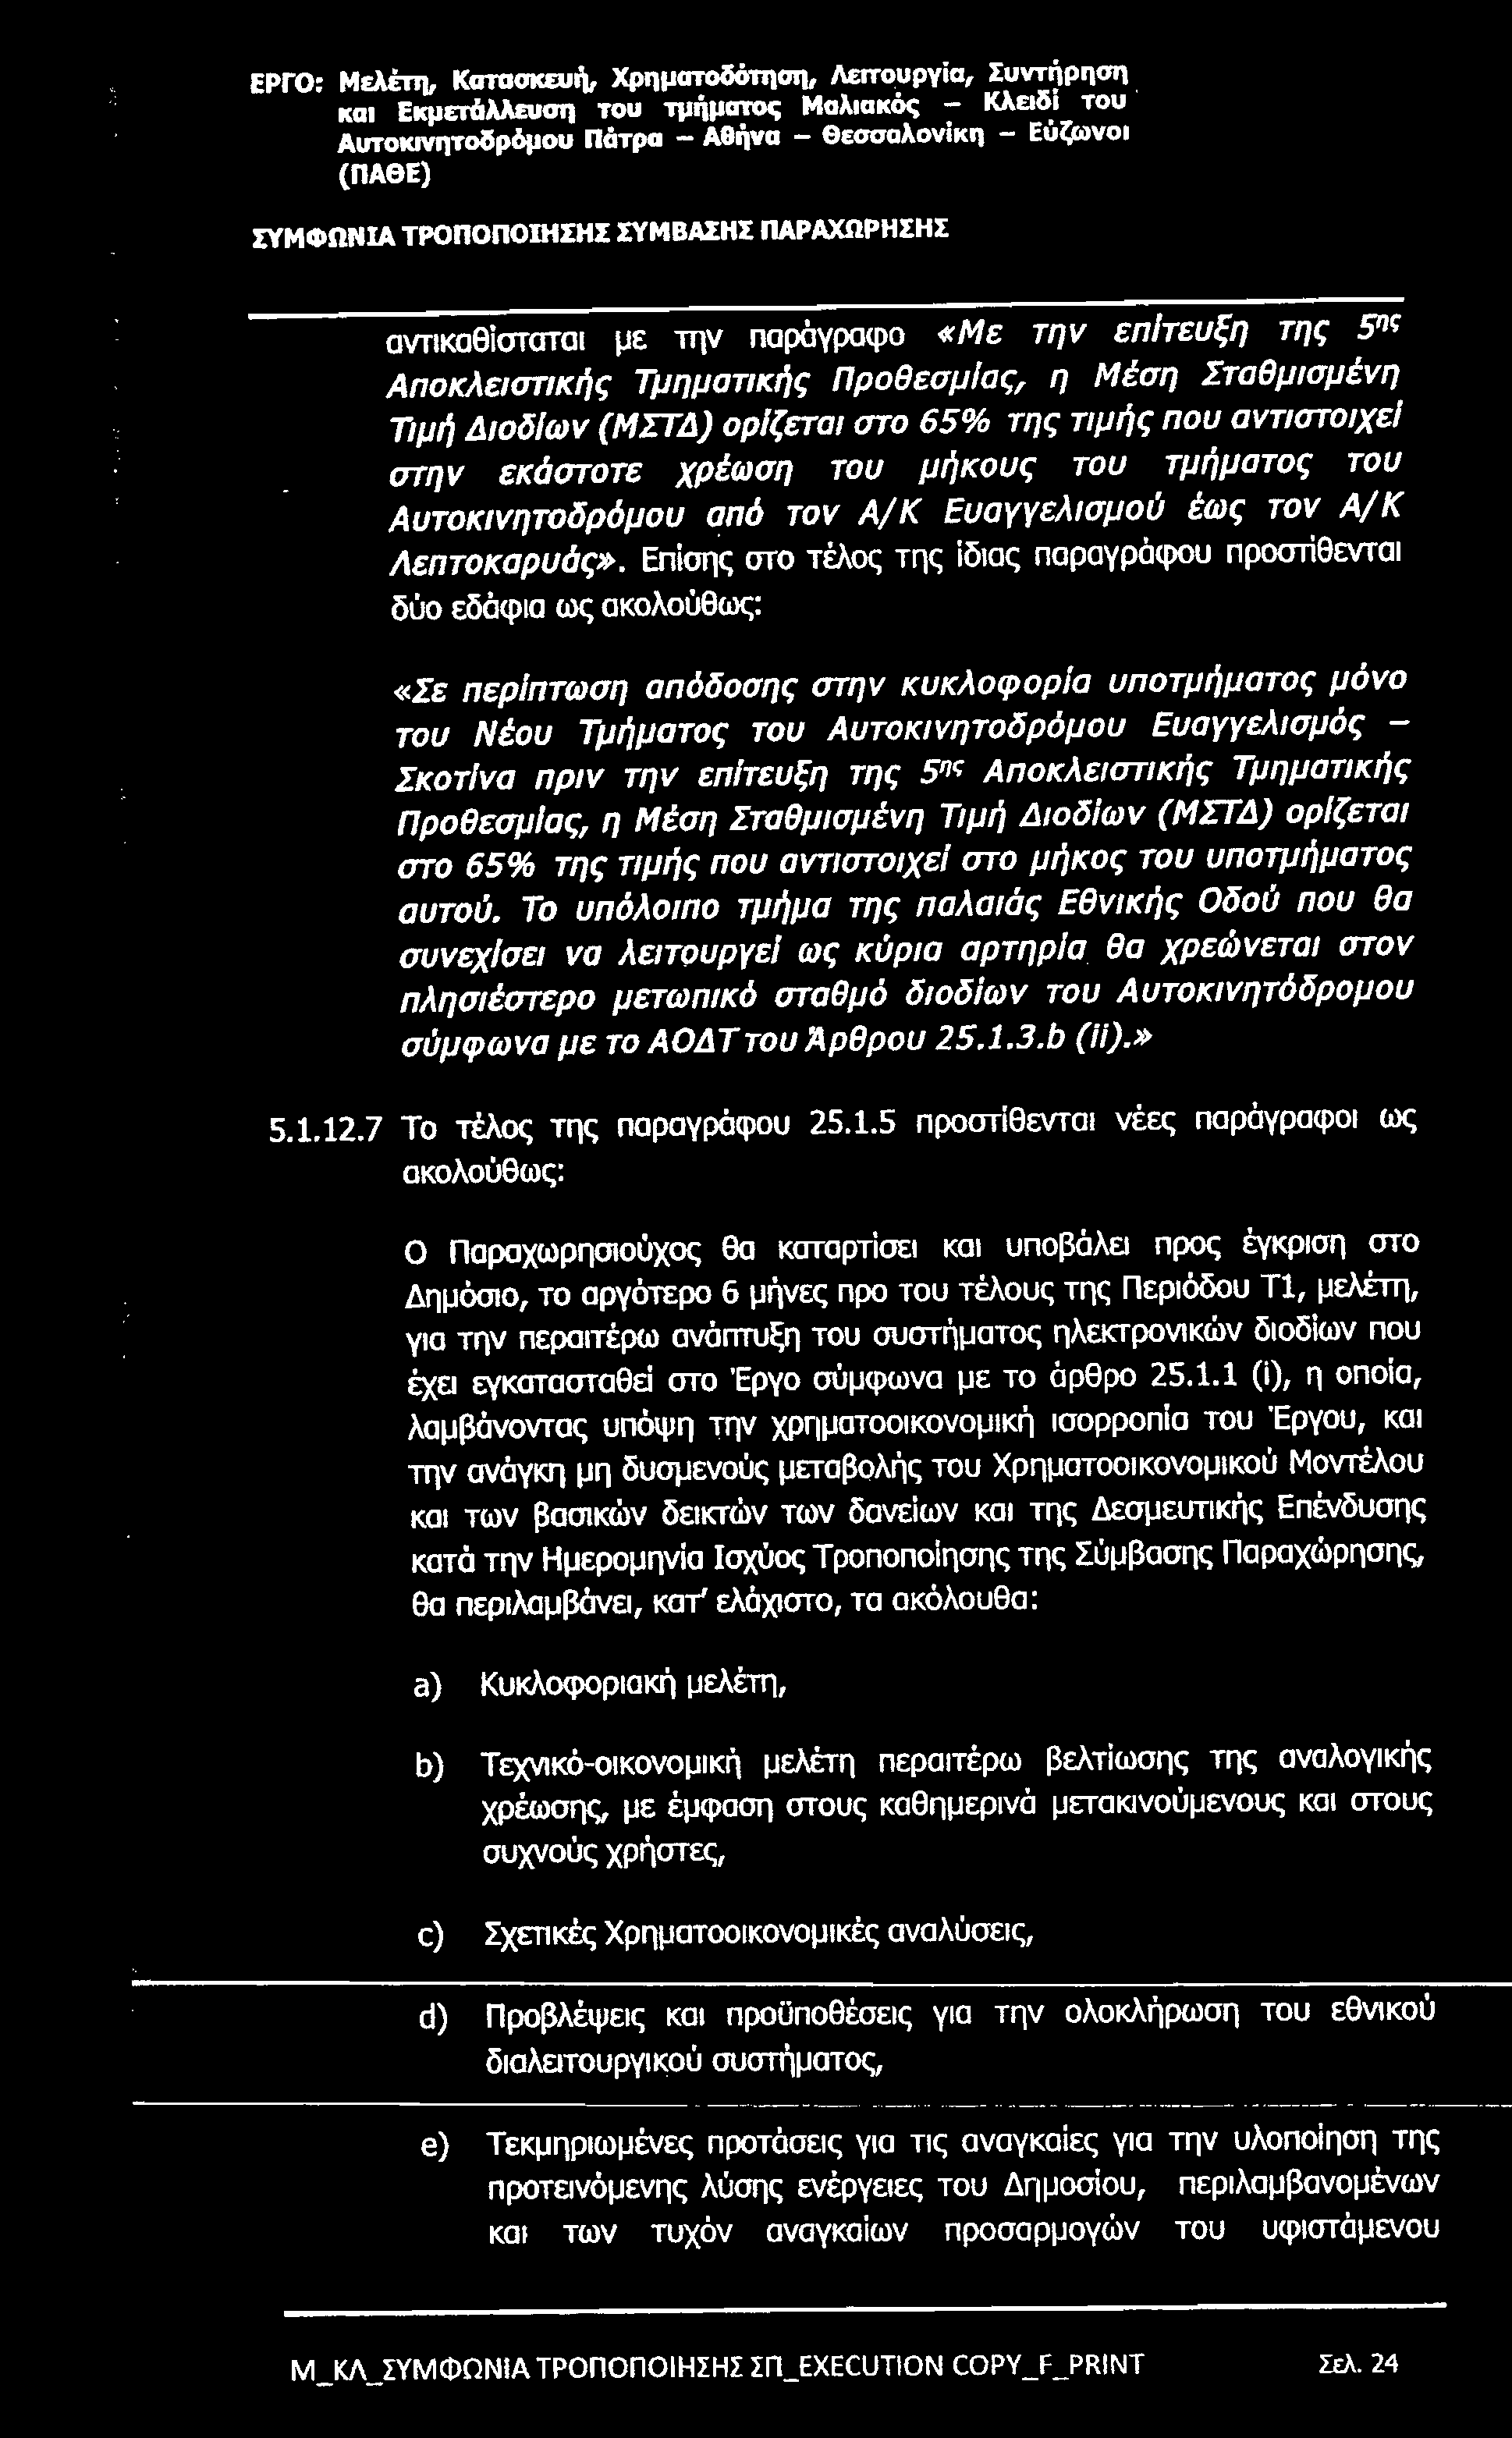 ΕΡΓΟ: Μελέτη, Κατασκευή, Χρηματοδότηση, Λειτουργία, Συντήρηση
και Εκμετάλλευση του τμήματος Μαλιακός – Κλειδί του
Αυτοκινητοδρόμου Πάτρα – Αθήνα – Θεσσαλονίκη – Εύζωνοι
(ΠΑΘΕ)
ΣΥΜΦΩΝΙΑ ΤΡΟΠΟΠΟΙΗΣΗΣ ΣΥΜΒΑΣΗΣ ΠΑΡΑΧΩΡΗΣΗΣ
αντικαθίσταται με την παράγραφο «Με την επίτευξη της 5ης
Αποκλειστικής Τμηματικής Προθεσμίας, η Μέση Σταθμισμένη
Τιμή Διοδίων (ΜΣΤΔ) ορίζεται στο 65% της τιμής που αντιστοιχεί
στην εκάστοτε χρέωση του μήκους του τμήματος του
Αυτοκινητοδρόμου από τον Α/Κ Ευαγγελισμού έως τον Α/Κ
Λεπτοκαρυάς». Επίσης στο τέλος της ίδιας παραγράφου προστίθενται
δύο εδάφια ως ακολούθως:
«Σε περίπτωση απόδοσης στην κυκλοφορία υποτμήματος μόνο
του Νέου Τμήματος του Αυτοκινητοδρόμου Ευαγγελισμός –
Σκοτίνα πριν την επίτευξη της 5ης Αποκλειστικής Τμηματικής
Προθεσμίας, η Μέση Σταθμισμένη Τιμή Διοδίων (ΜΣΤΔ) ορίζεται
στο 65% της τιμής που αντιστοιχεί στο μήκος του υποτμήματος
αυτού. Το υπόλοιπο τμήμα της παλαιάς Εθνικής Οδού που θα
συνεχίσει να λειτουργεί ως κύρια αρτηρία θα χρεώνεται στον
πλησιέστερο μετωπικό σταθμό διοδίων του Αυτοκινητόδρομου
σύμφωνα με το ΑΟΔΤ του Άρθρου 25.1.3.b (ii).»
5.1.12.7 Το τέλος της παραγράφου 25.1.5 προστίθενται νέες παράγραφοι ως
ακολούθως:
Ο Παραχωρησιούχος θα καταρτίσει και υποβάλει προς έγκριση στο
Δημόσιο, το αργότερο 6 μήνες προ του τέλους της Περιόδου Τ1, μελέτη,
για την περαιτέρω ανάπτυξη του συστήματος ηλεκτρονικών διοδίων που
έχει εγκατασταθεί στο Έργο σύμφωνα με το άρθρο 25.1.1 (i), η οποία,
λαμβάνοντας υπόψη την χρηματοοικονομική ισορροπία του Έργου, και
την ανάγκη μη δυσμενούς μεταβολής του Χρηματοοικονομικού Μοντέλου
και των βασικών δεικτών των δανείων και της Δεσμευτικής Επένδυσης
κατά την Ημερομηνία Ισχύος Τροποποίησης της Σύμβασης Παραχώρησης,
θα περιλαμβάνει, κατ' ελάχιστο, τα ακόλουθα:
a) Κυκλοφοριακή μελέτη,
b) Τεχνικό-οικονομική μελέτη περαιτέρω βελτίωσης της αναλογικής
χρέωσης, με έμφαση στους καθημερινά μετακινούμενους και στους
συχνούς χρήστες,
c) Σχετικές Χρηματοοικονομικές αναλύσεις,
d) Προβλέψεις και προϋποθέσεις για την ολοκλήρωση του εθνικού
διαλειτουργικού συστήματος,
e) Τεκμηριωμένες προτάσεις για τις αναγκαίες για την υλοποίηση της
προτεινόμενης λύσης ενέργειες του Δημοσίου, περιλαμβανομένων
και των τυχόν αναγκαίων προσαρμογών του υφιστάμενου
Μ_ΚΛ_ΣΥΜΦΩΝΙΑ ΤΡΟΠΟΠΟΙΗΣΗΣ ΣΠ_EXECUTION COPY_F_PRINT Σελ. 24